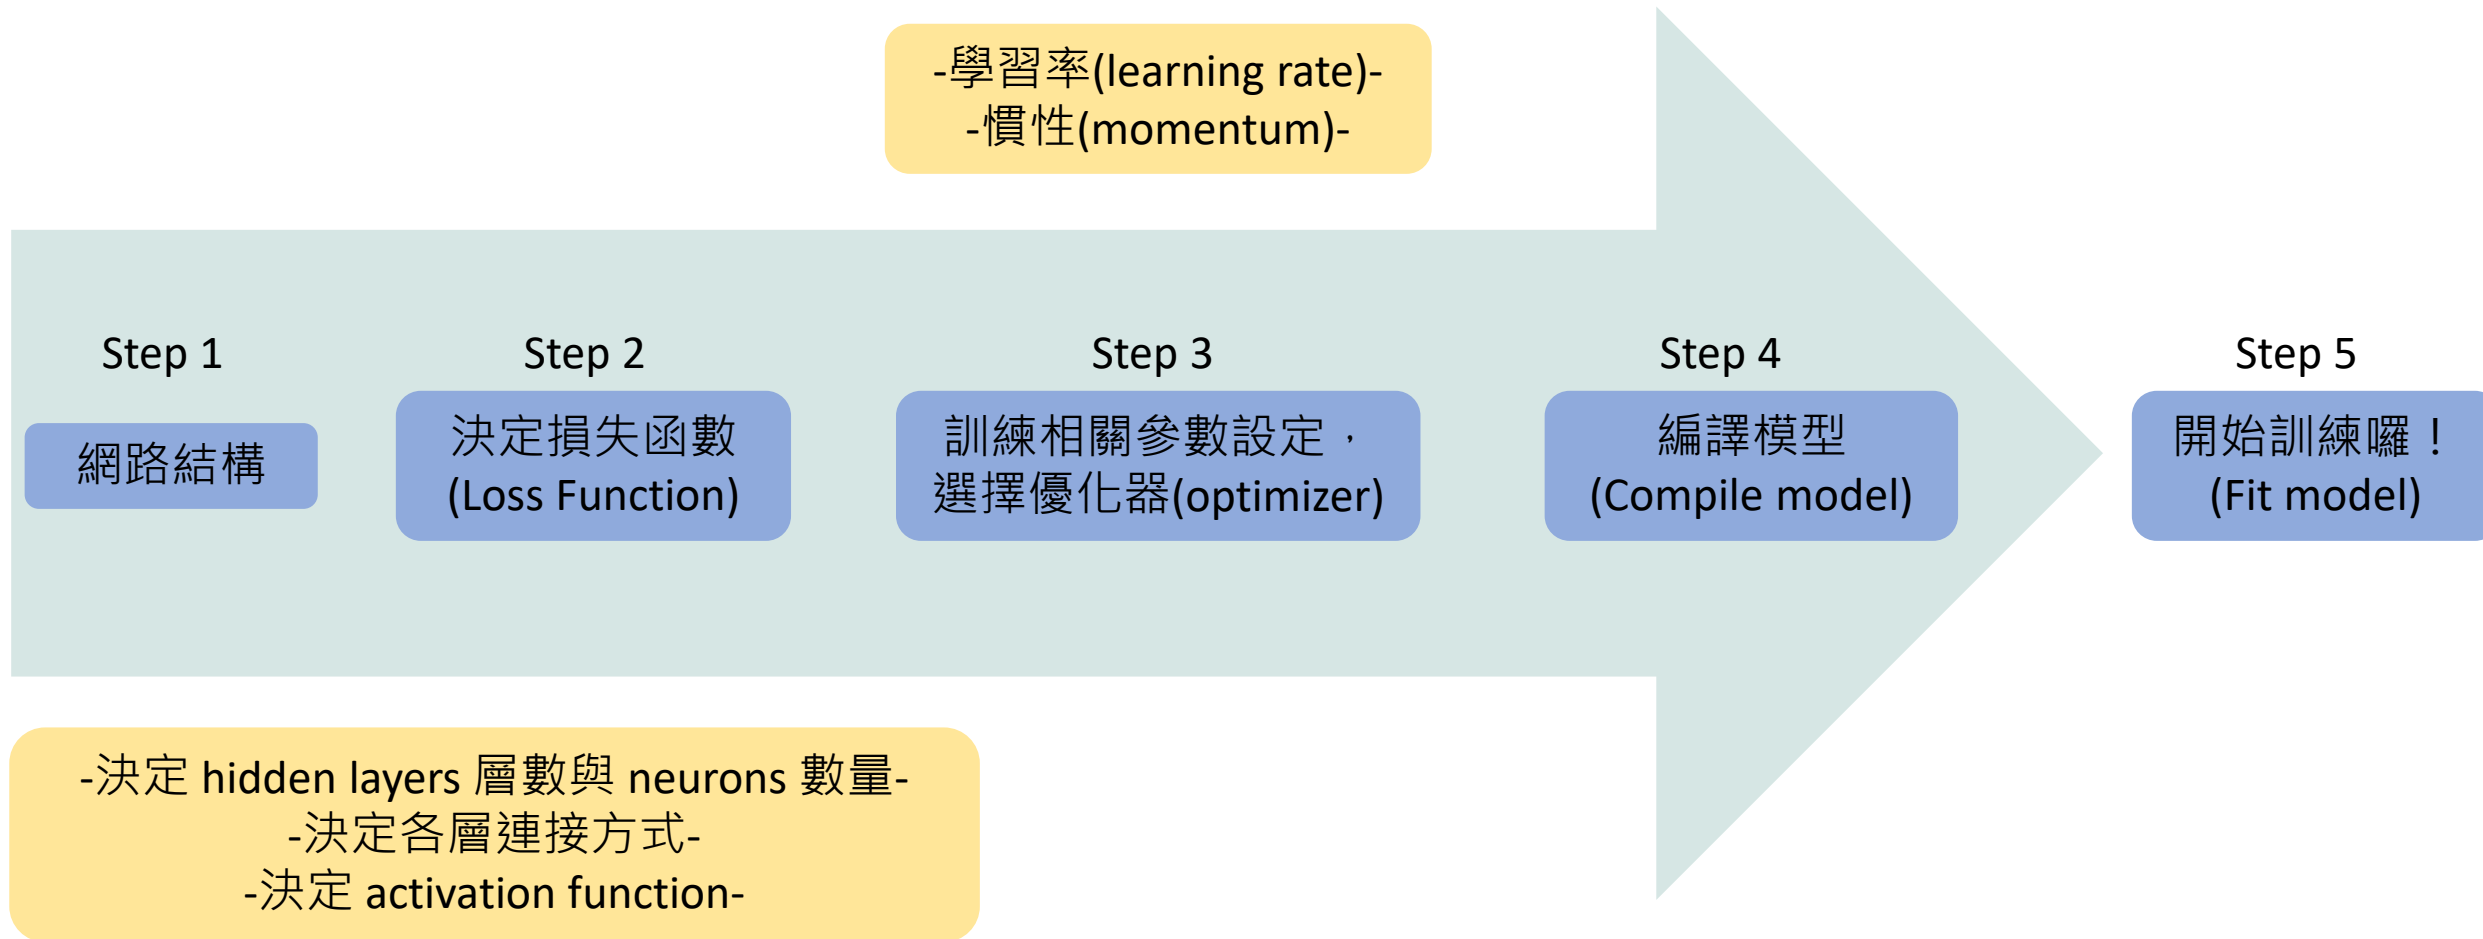 -學習率(learning rate)-
-慣性(momentum)-
Step 1
網路結構
Step 2
決定損失函數
(Loss Function)
Step 3
訓練相關參數設定，
選擇優化器(optimizer)
Step 4
編譯模型
(Compile model)
Step 5
開始訓練囉！
(Fit model)
-決定 hidden layers 層數與 neurons 數量-
-決定各層連接方式-
-決定 activation function-